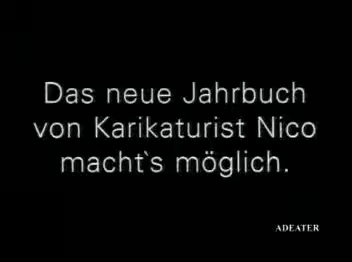 Das neue Jahrbuch
von Karikaturist Nico
macht`s möglich.
ADEATER